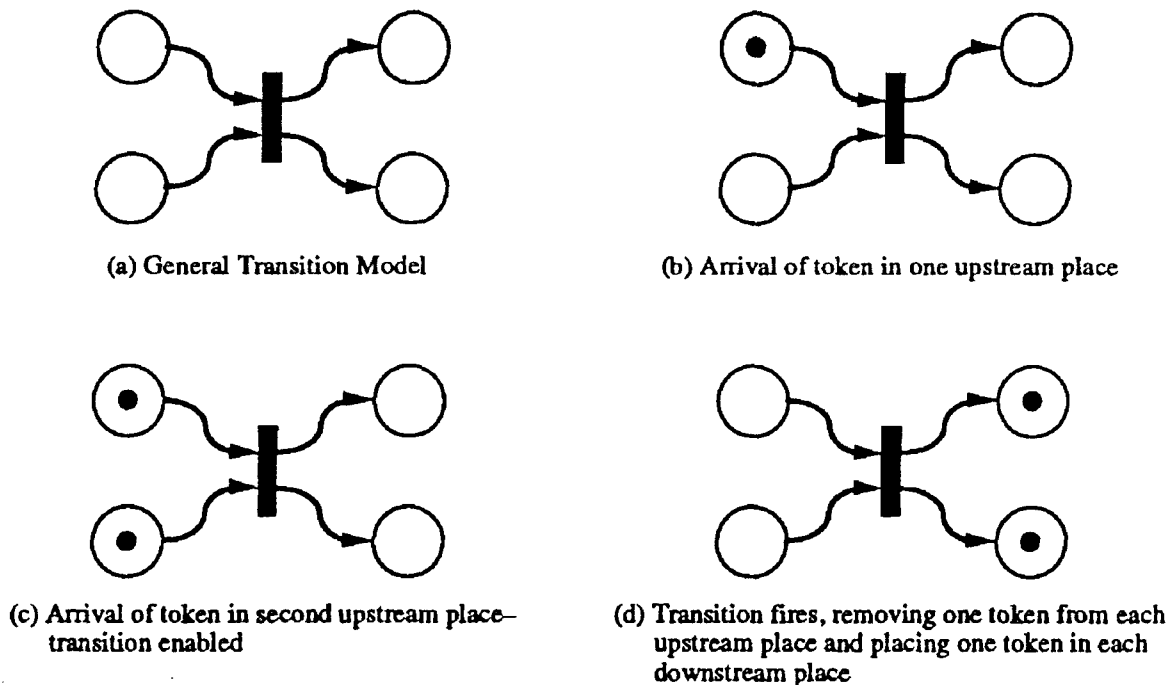 (a) General Transition Model
(b) Arrival of token in one upstream place
(c) Arrival of token in second upstream place–
transition enabled
(d) Transition fires, removing one token from each
upstream place and placing one token in each
downstream place